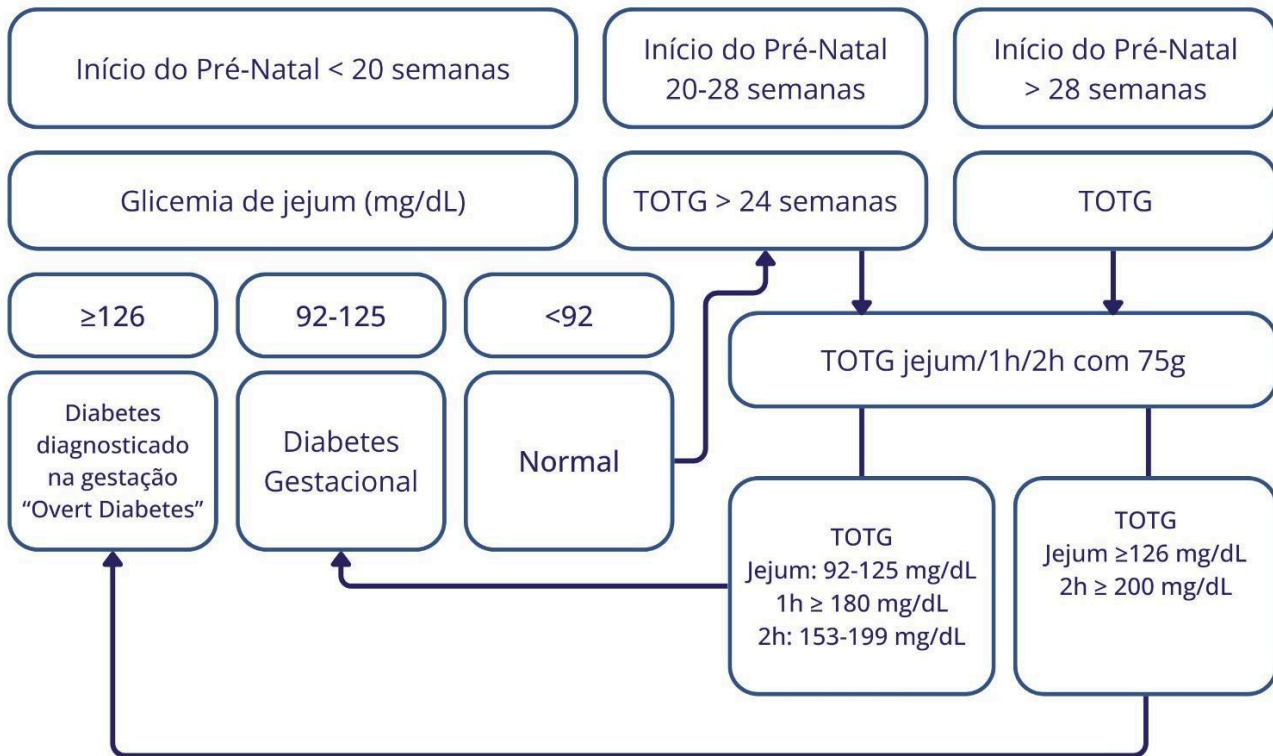 Início do Pré-Natal < 20 semanas
Início do Pré-Natal
20-28 semanas
Início do Pré-Natal
> 28 semanas
Glicemia de jejum (mg/dL)
TOTG > 24 semanas
TOTG
≥126
92-125
<92
TOTG jejum/1h/2h com 75g
Diabetes
diagnosticado
na gestação
“Overt Diabetes”
Diabetes
Gestacional
Normal
TOTG
Jejum: 92-125 mg/dL
1h ≥ 180 mg/dL
2h: 153-199 mg/dL
TOTG
Jejum ≥126 mg/dL
2h ≥ 200 mg/dL